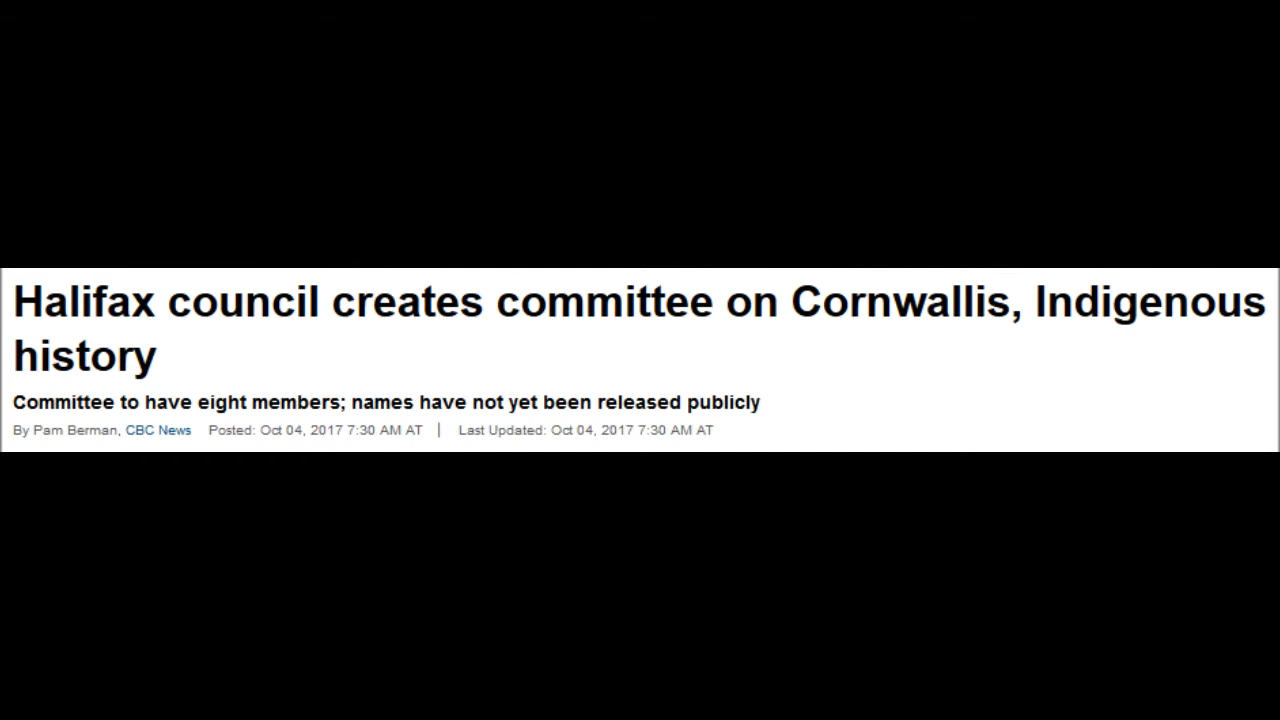 Halifax council creates committee on Cornwallis, Indigenous
history
Committee to have eight members; names have not yet been released publicly
By Pam Berman, CBC News Posted: Oct 04, 2017 7:30 AM AT | Last Updated: Oct 04, 2017 7:30 AM AT